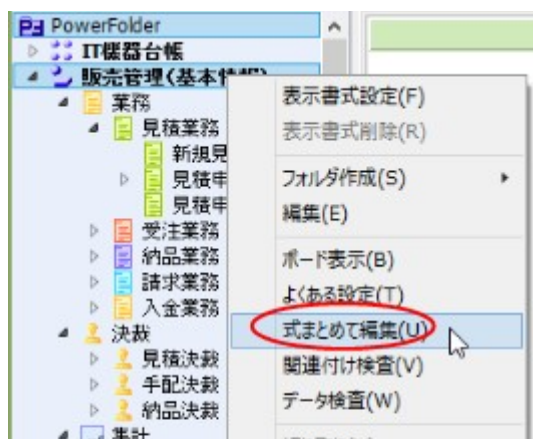 PowerFolder
IT機器台帳
販売管理(基本情報)
業務
見積業務
新規見
見積申
見積申
受注業務
納品業務
請求業務
入金業務
決裁
見積決裁
手配決裁
納品決裁
集計
表示書式設定(F)
表示書式削除(R)
フォルダ作成(S)
編集(E)
ボード表示(B)
よくある設定(T)
式まとめて編集(U)
関連付け検査(V)
データ検査(W)